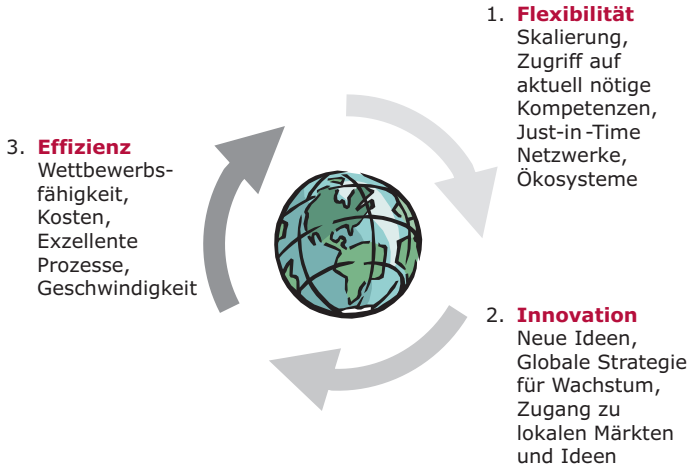 1. Flexibilität
Skalierung,
Zugriff auf
aktuell nötige
Kompetenzen,
Just-in-Time
Netzwerke,
Ökosysteme
2. Innovation
Neue Ideen,
Globale Strategie
für Wachstum,
Zugang zu
lokalen Märkten
und Ideen
3. Effizienz
Wettbewerbs-
fähigkeit,
Kosten,
Exzellente
Prozesse,
Geschwindigkeit